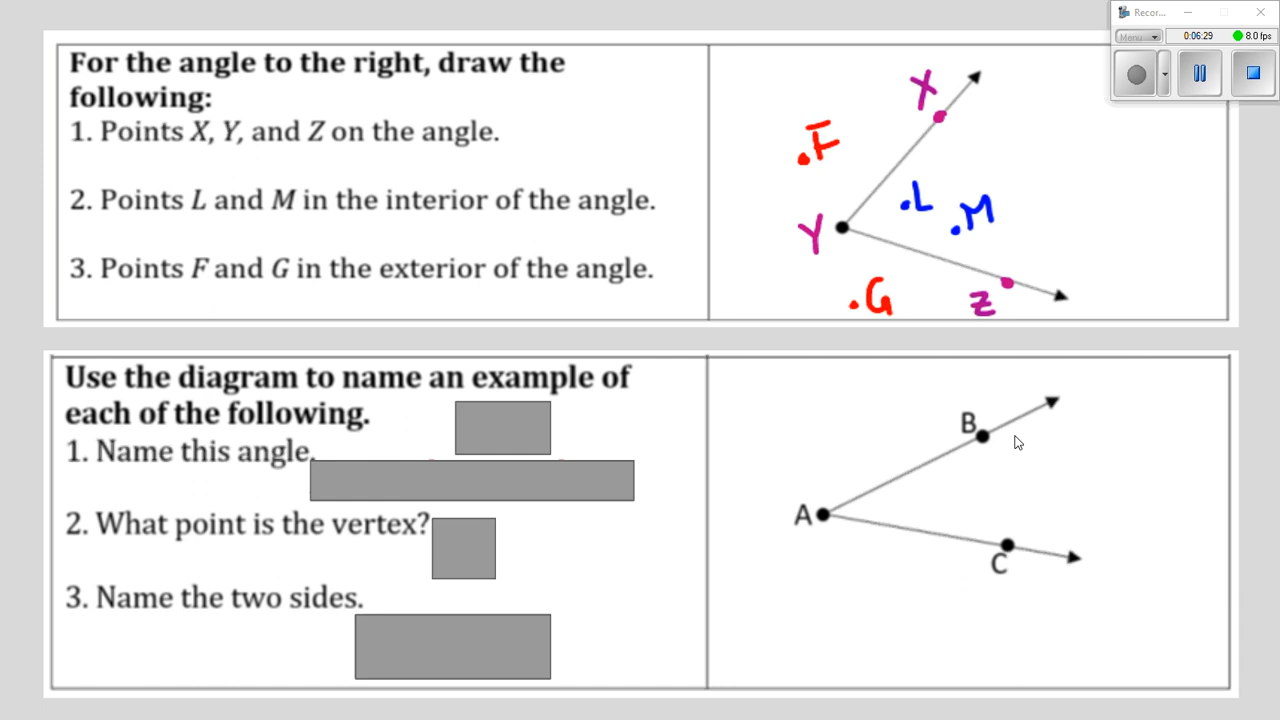 Recor...
Menu
0:06:29
8.0 fps
For the angle to the right, draw the
following:
1. Points X, Y, and Z on the angle.
2. Points L and M in the interior of the angle.
3. Points F and G in the exterior of the angle.
X
F
L
M
Y
G
Z
Use the diagram to name an example of
each of the following.
1. Name this angle.
2. What point is the vertex?
3. Name the two sides.
B
A
C